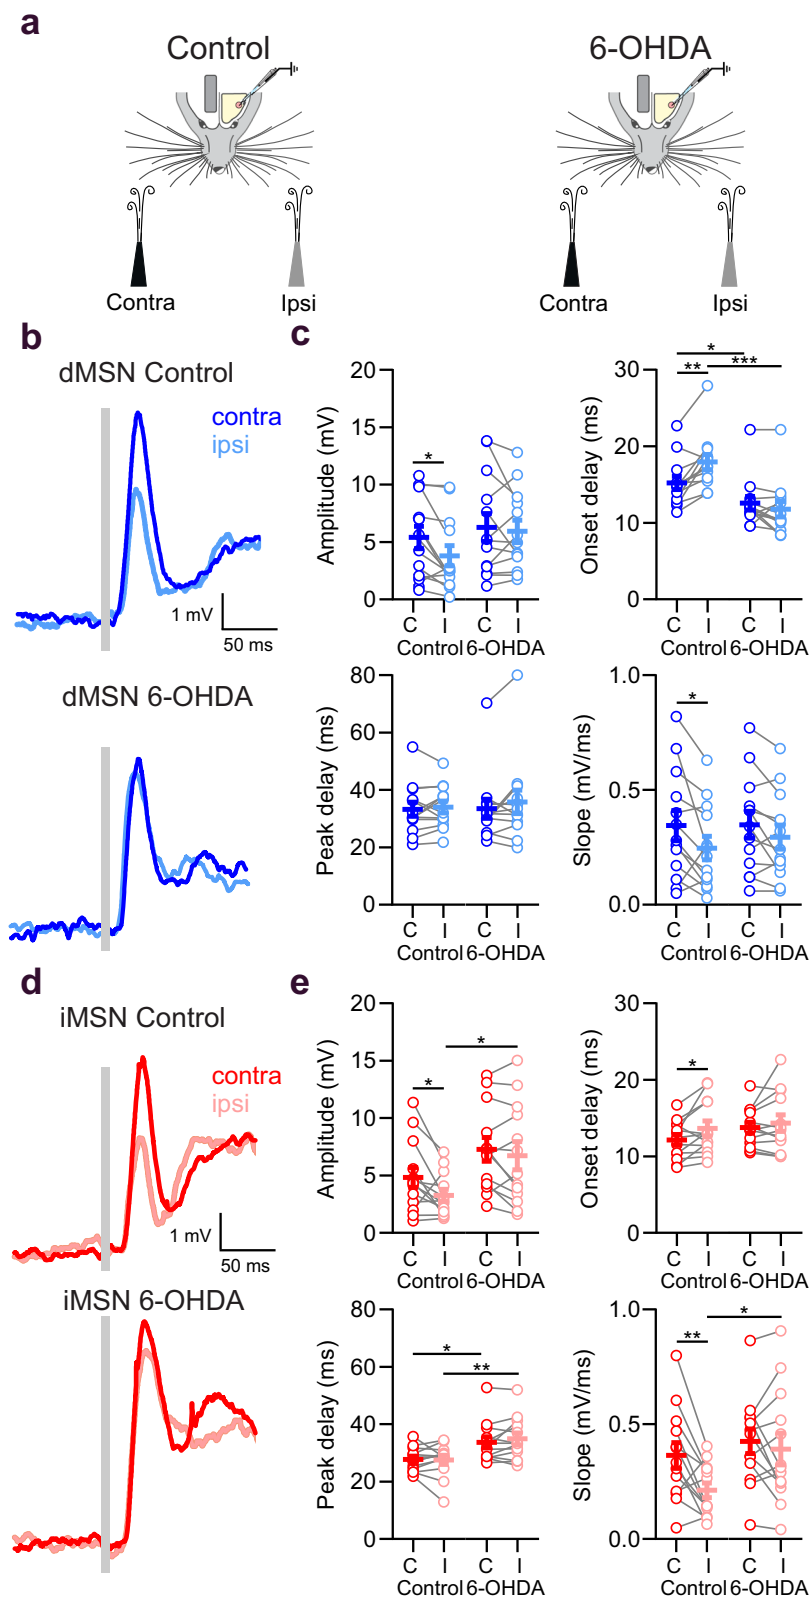 a
Control
6-OHDA
Contra
Ipsi
Contra
Ipsi
b
dMSN Control
contra
ipsi
1 mV
50 ms
dMSN 6-OHDA
c
Amplitude (mV)
20
15
10
5
0
*
C I C I
Control 6-OHDA
Onset delay (ms)
30
20
10
0
*
** ***
C I C I
Control 6-OHDA
Peak delay (ms)
80
60
40
20
0
C I C I
Control 6-OHDA
Slope (mV/ms)
1.0
0.5
0.0
*
C I C I
Control 6-OHDA
d
iMSN Control
contra
ipsi
1 mV
50 ms
iMSN 6-OHDA
e
Amplitude (mV)
20
15
10
5
0
*
*
C I C I
Control 6-OHDA
Onset delay (ms)
30
20
10
0
*
C I C I
Control 6-OHDA
Peak delay (ms)
80
60
40
20
0
*
**
C I C I
Control 6-OHDA
Slope (mV/ms)
1.0
0.5
0.0
*
**
C I C I
Control 6-OHDA